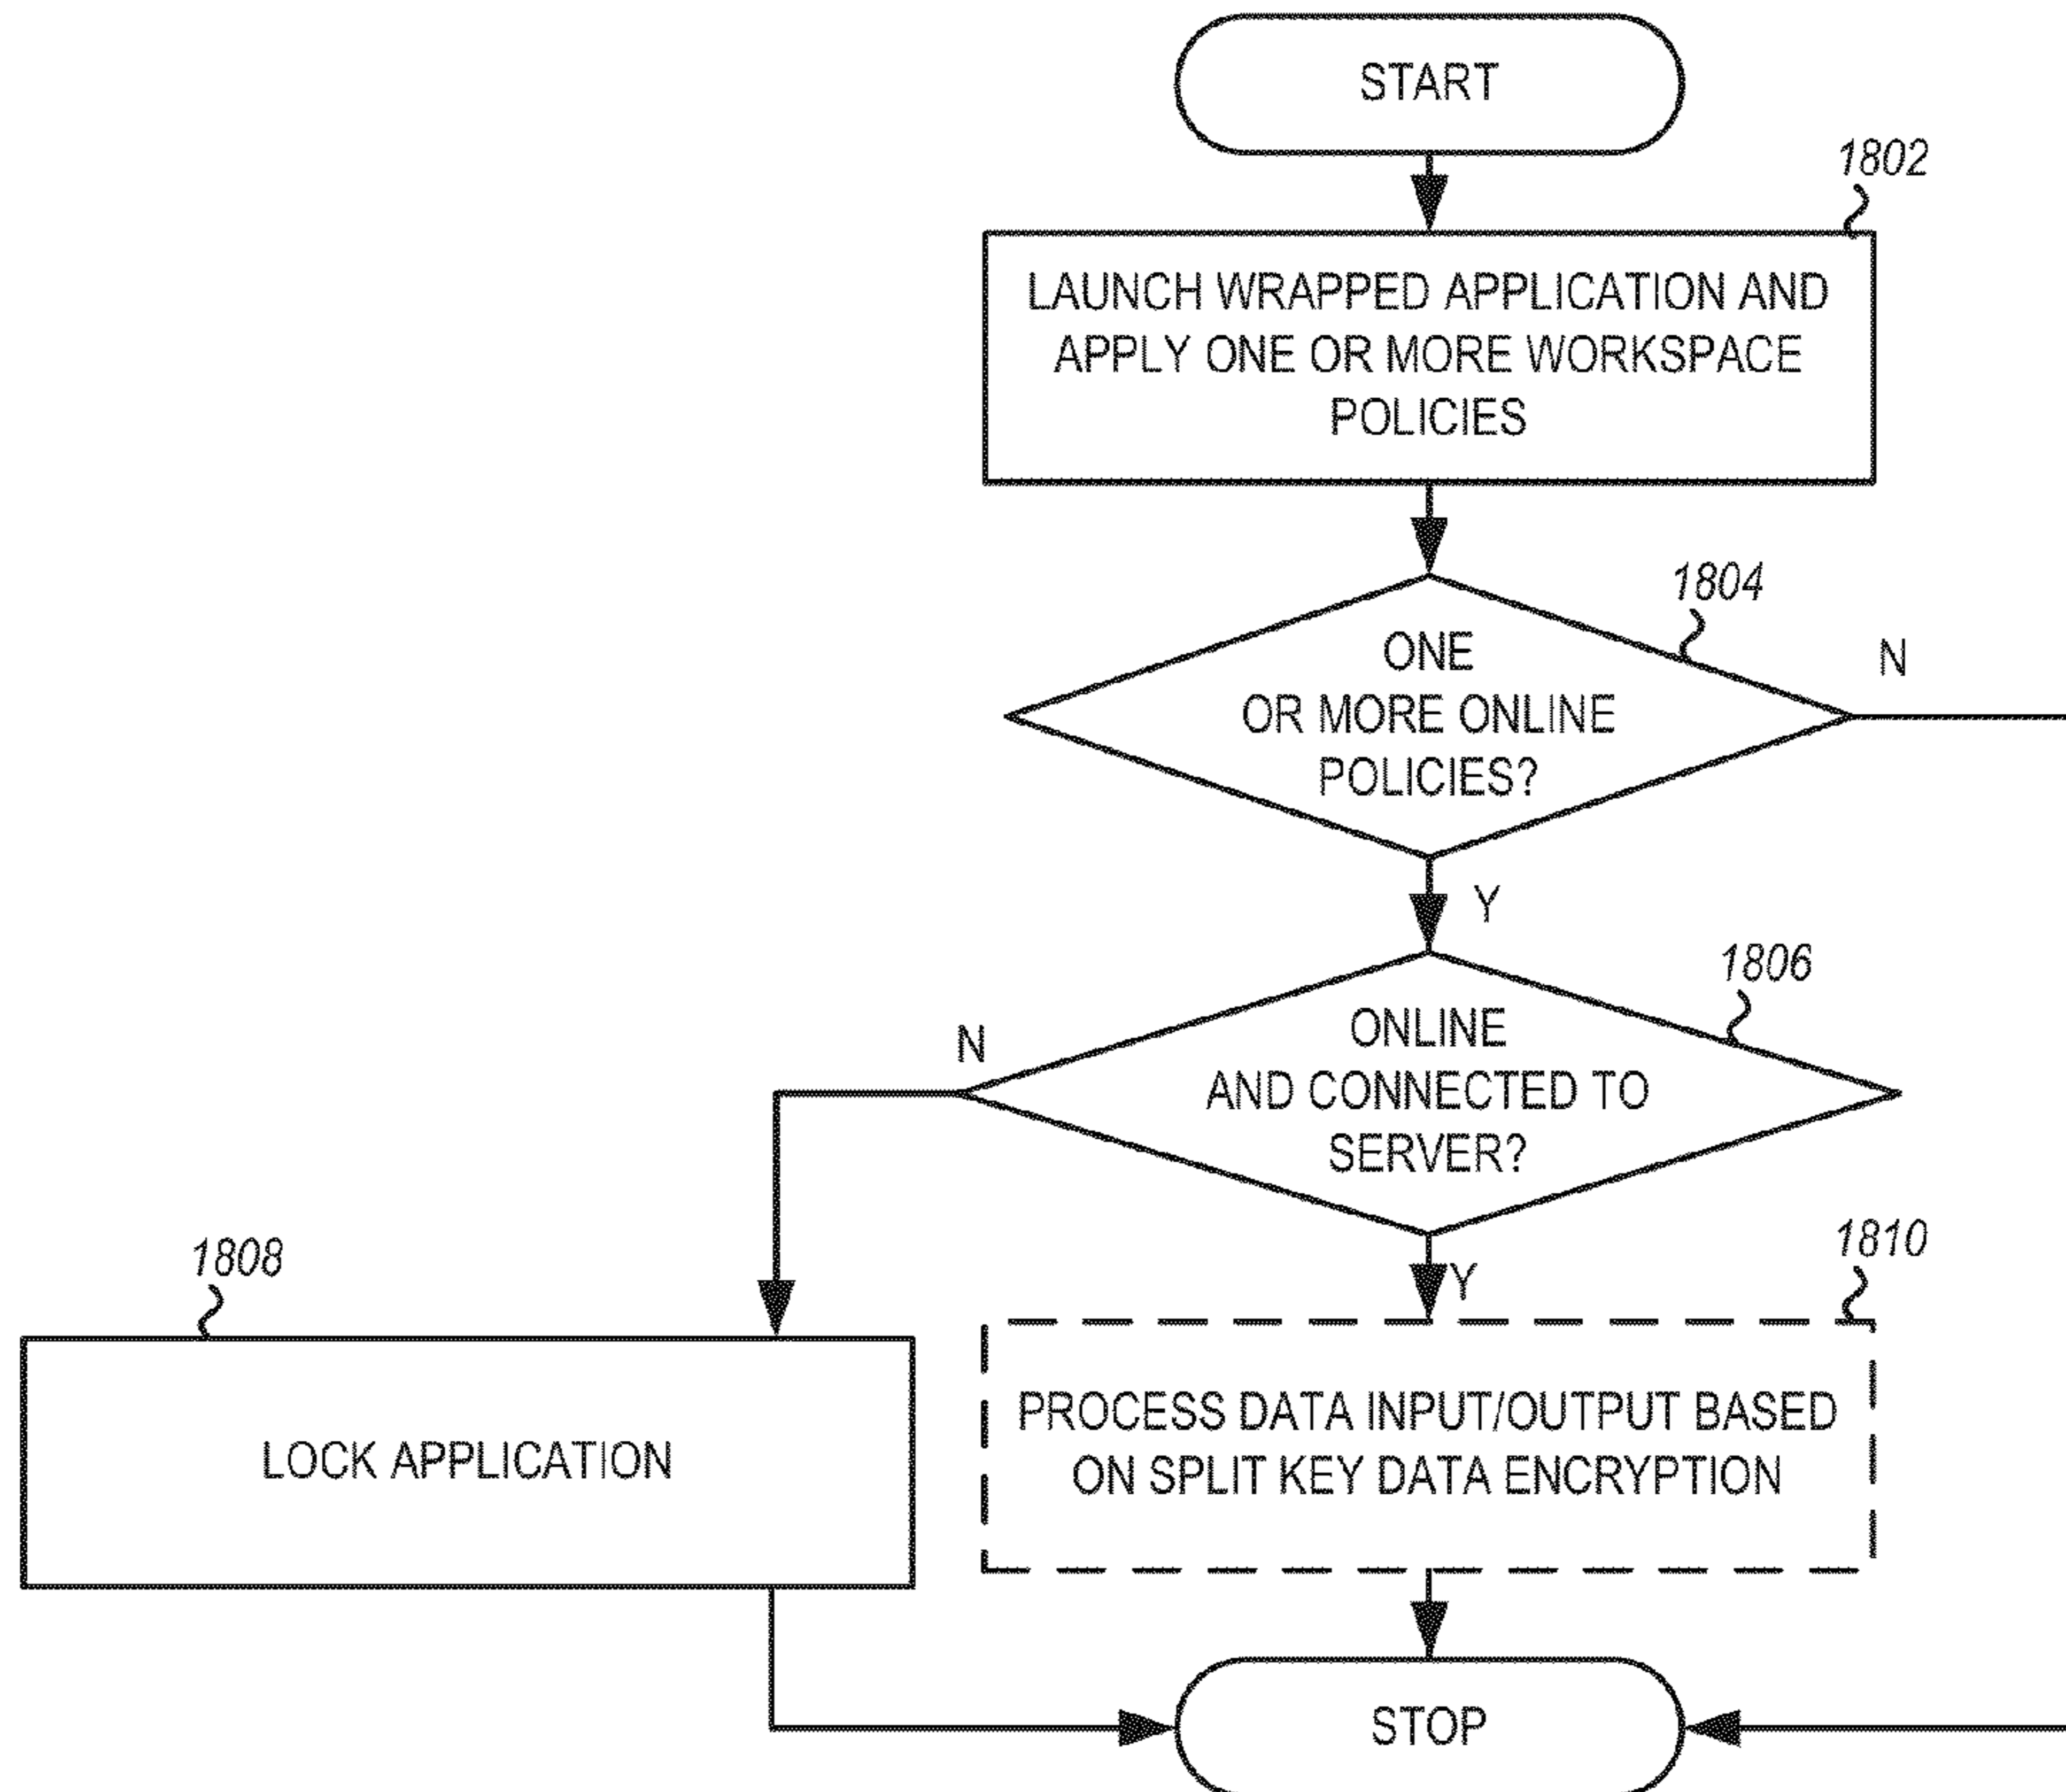 START
1802
LAUNCH WRAPPED APPLICATION AND
APPLY ONE OR MORE WORKSPACE
POLICIES
1804
ONE
OR MORE ONLINE
POLICIES?
N
Y
1806
ONLINE
AND CONNECTED TO
SERVER?
N
Y
1808
LOCK APPLICATION
1810
PROCESS DATA INPUT/OUTPUT BASED
ON SPLIT KEY DATA ENCRYPTION
STOP